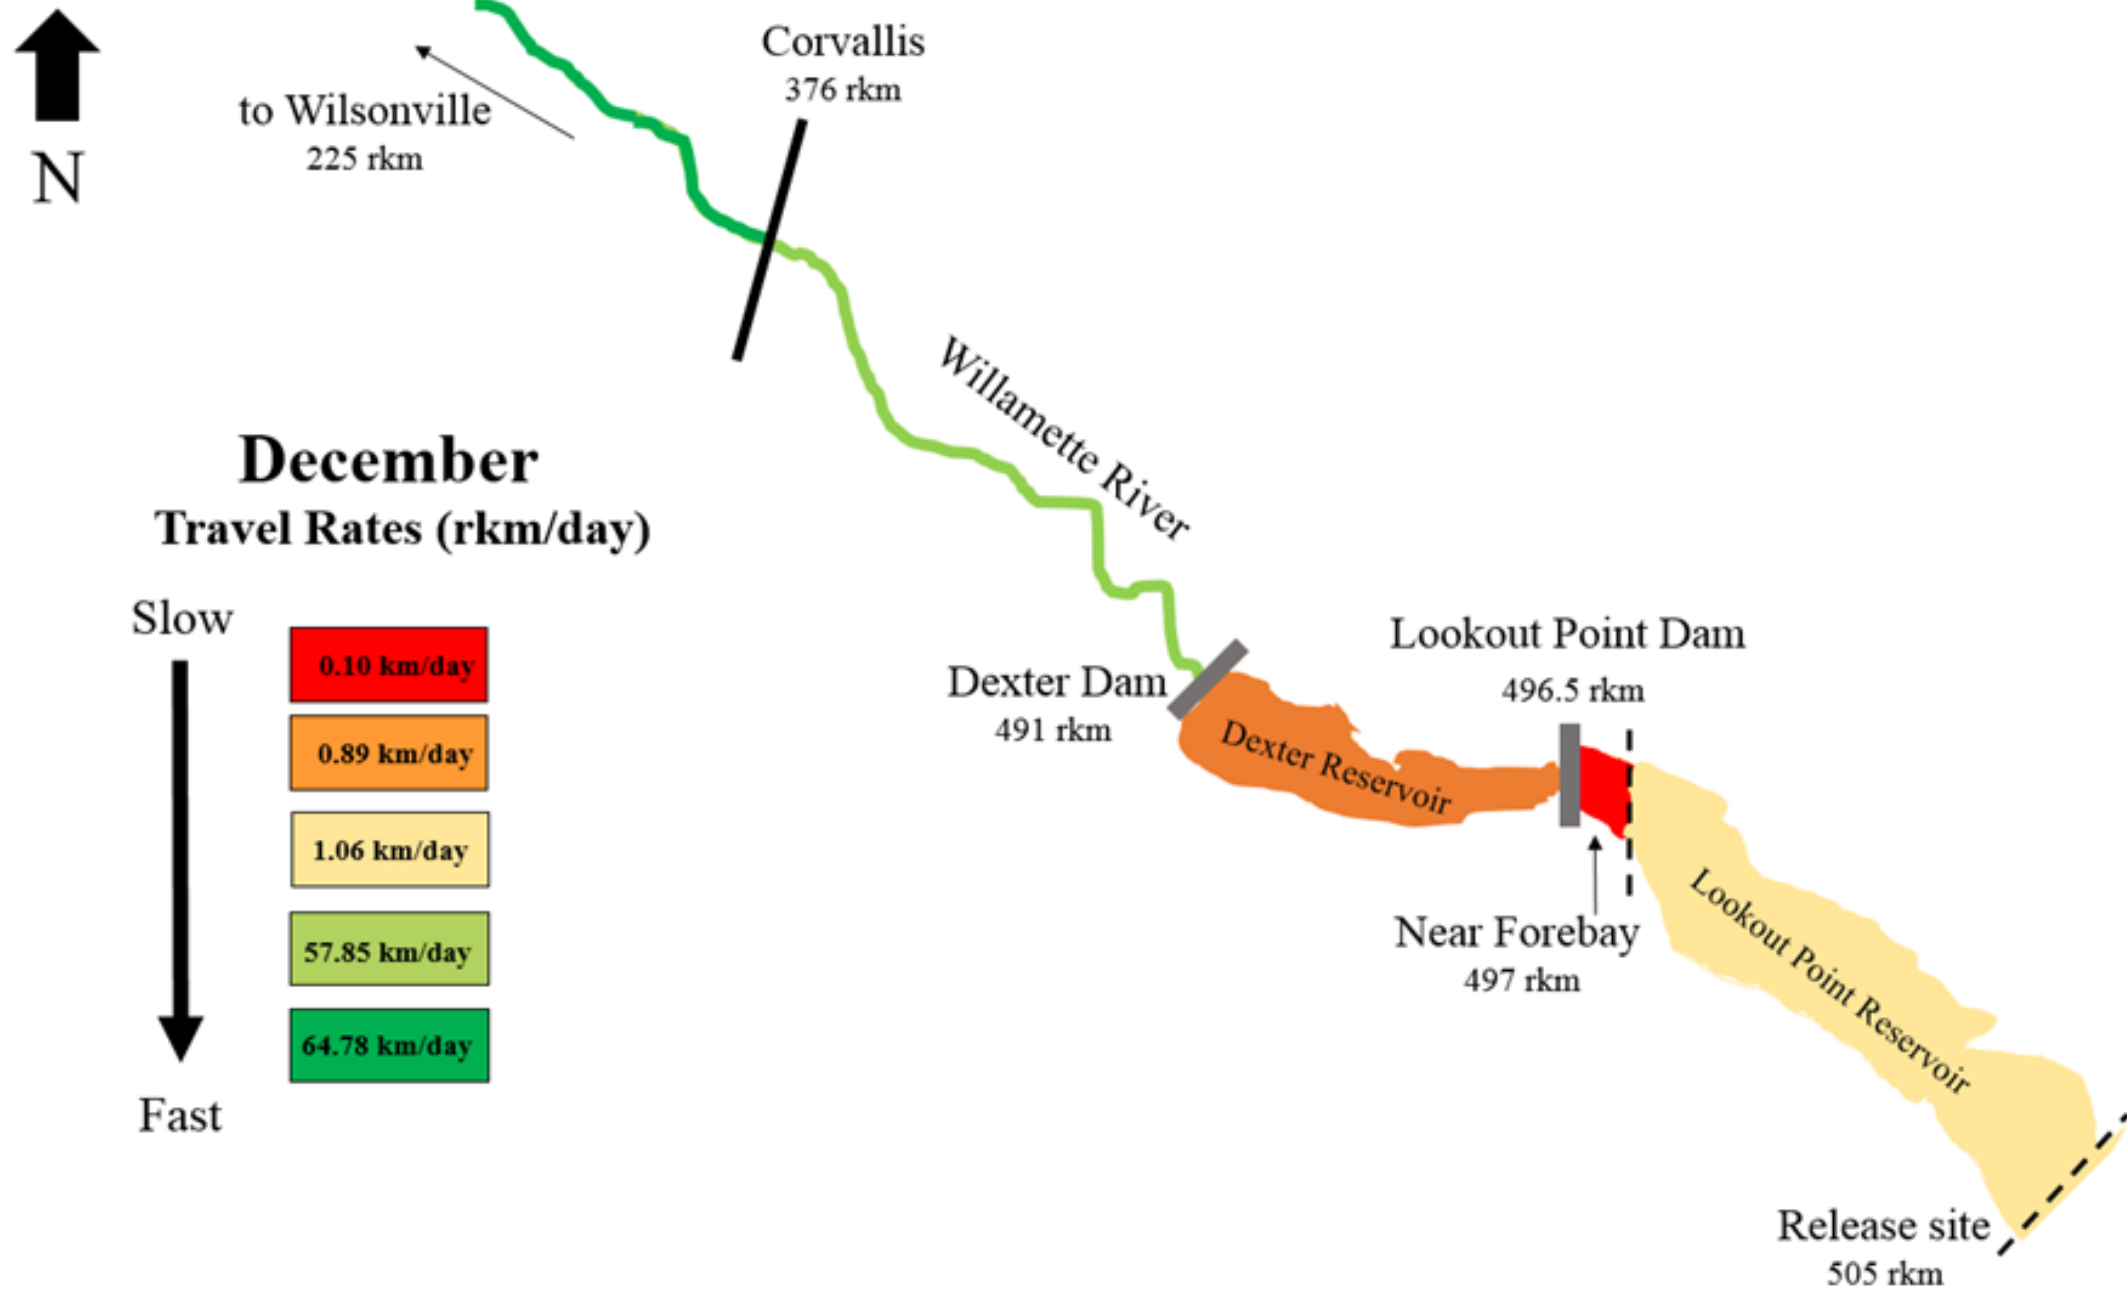 N
to Wilsonville
225 rkm
Corvallis
376 rkm
Willamette River
December
Travel Rates (rkm/day)
Slow
0.10 km/day
0.89 km/day
1.06 km/day
57.85 km/day
64.78 km/day
Fast
Dexter Dam
491 rkm
Dexter Reservoir
Lookout Point Dam
496.5 rkm
Near Forebay
497 rkm
Lookout Point Reservoir
Release site
505 rkm